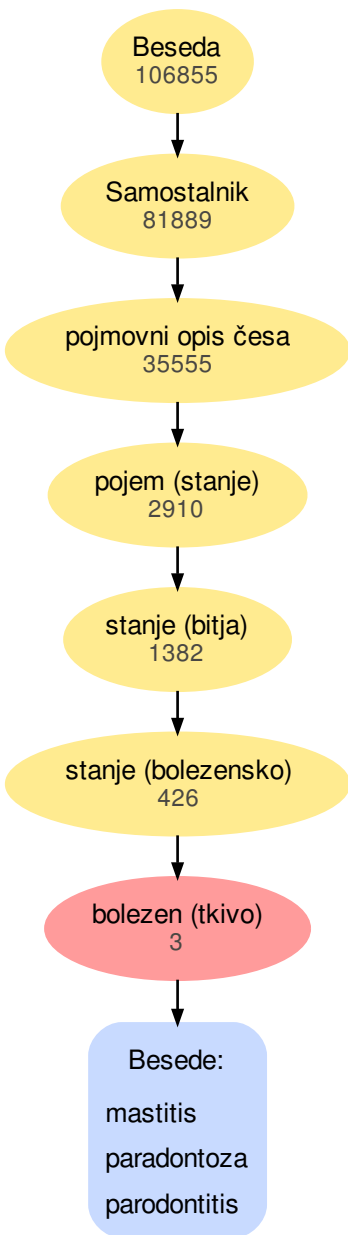 Beseda
106855
Samostalnik
81889
pojmovni opis česa
35555
pojem (stanje)
2910
stanje (bitja)
1382
stanje (bolezensko)
426
bolezen (tkivo)
3
Besede:
mastitis
paradontoza
parodontitis